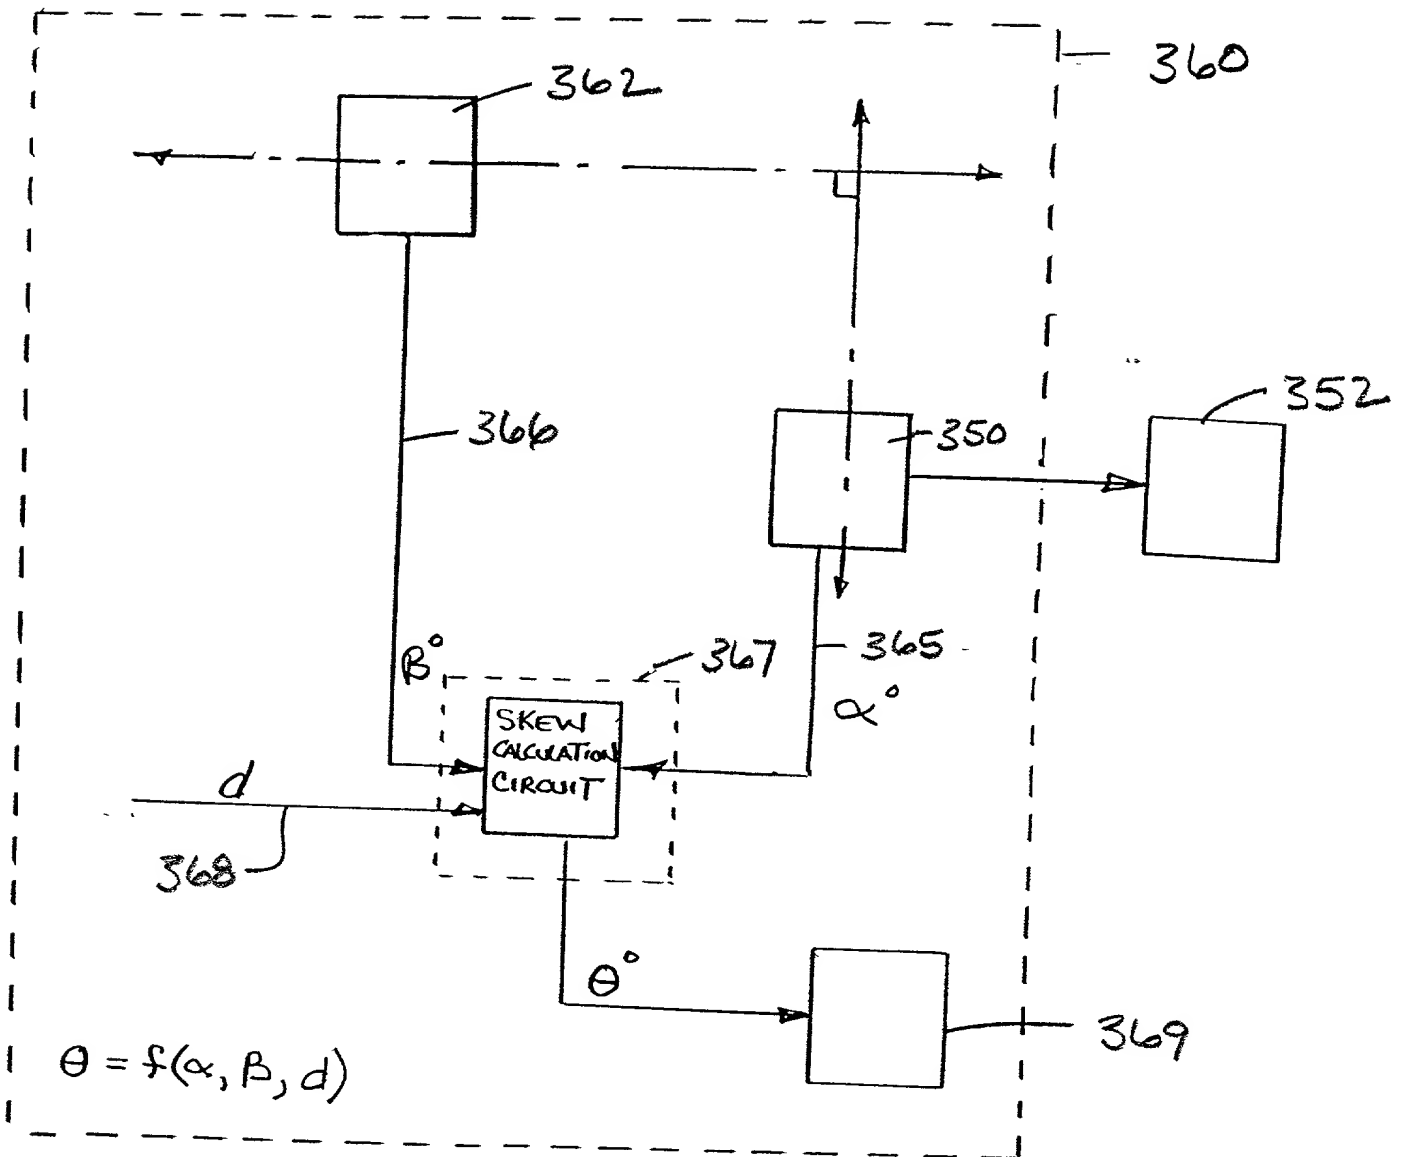 360
362
352
350
366
365
α°
β°
367
SKEW
CALCULATION
CIRCUIT
d
368
θ°
369
θ = f(α, β, d)